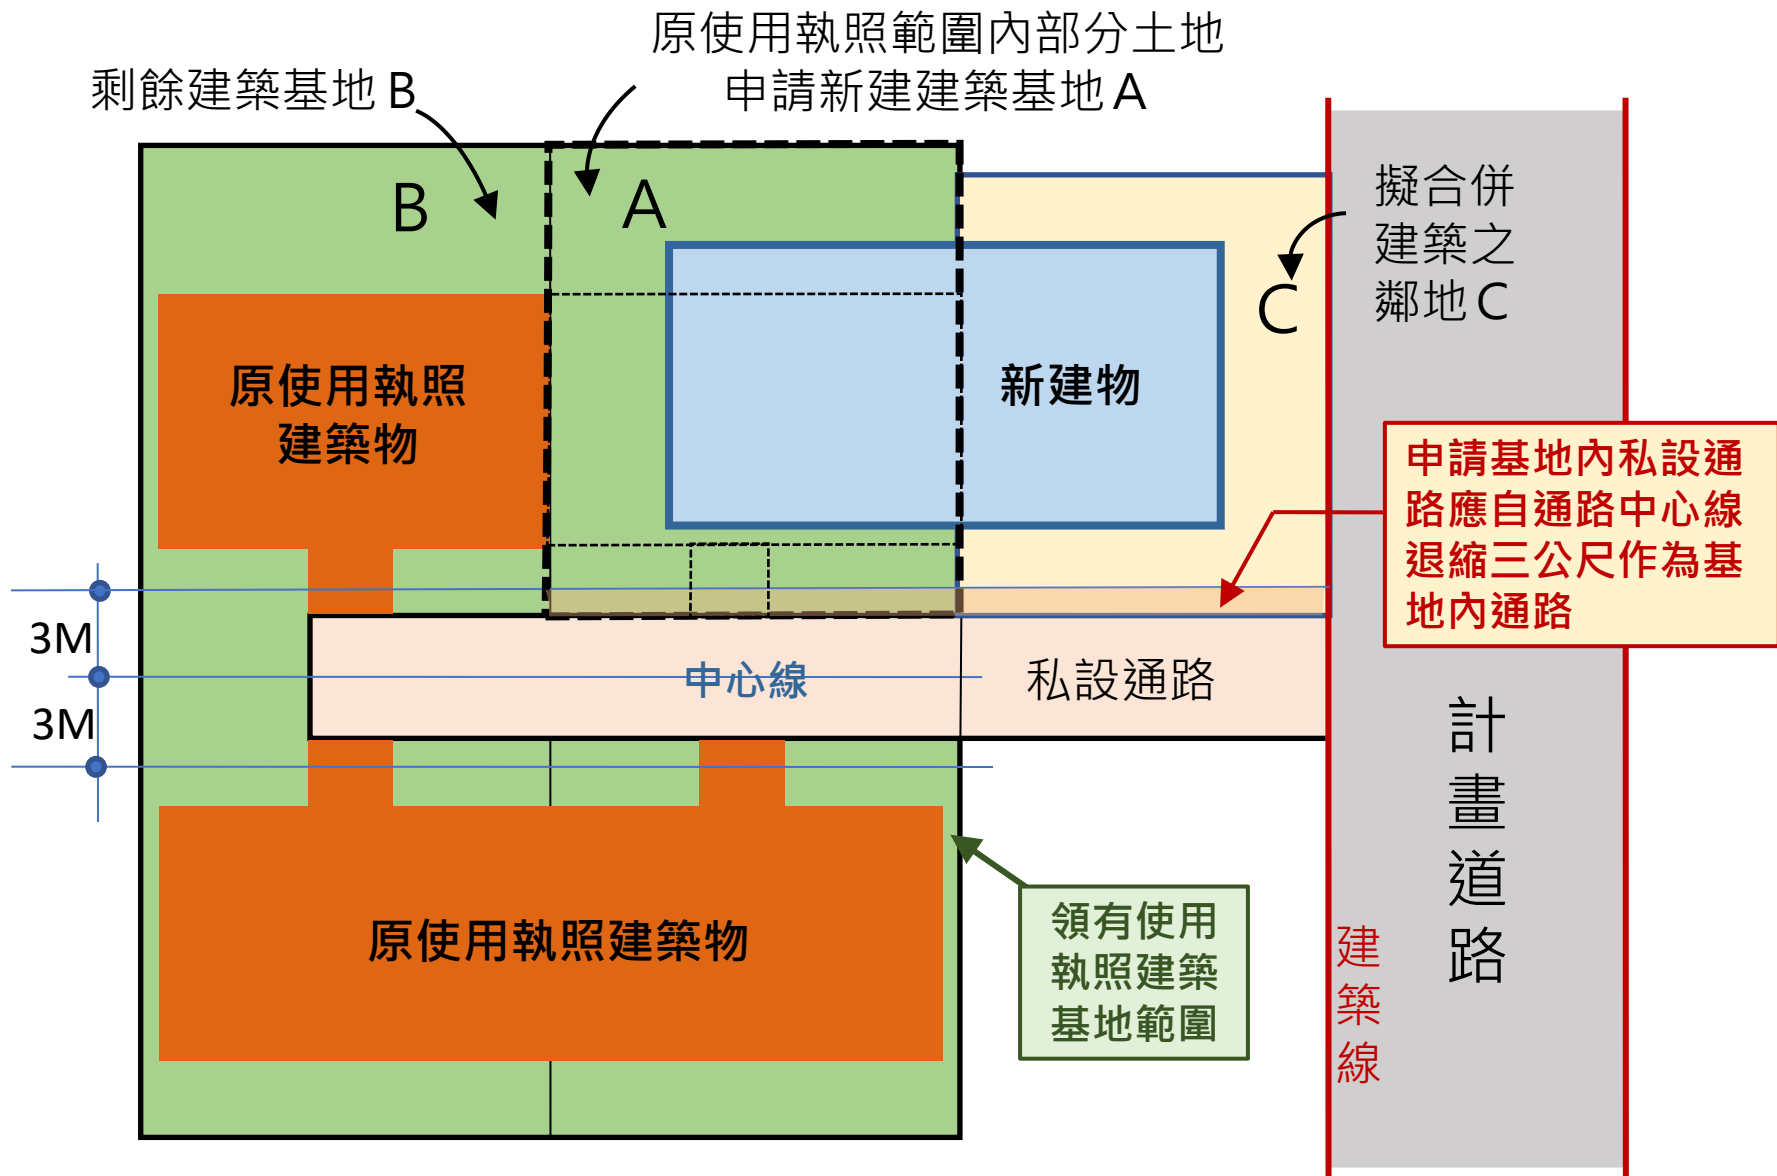 原使用執照範圍內部分土地
申請新建建築基地A
剩餘建築基地B
B
A
C
擬合併
建築之
鄰地C
原使用執照
建築物
新建物
申請基地內私設通
路應自通路中心線
退縮三公尺作為基
地內通路
3M
3M
中心線
私設通路
計畫道路
原使用執照建築物
領有使用
執照建築
基地範圍
建築線